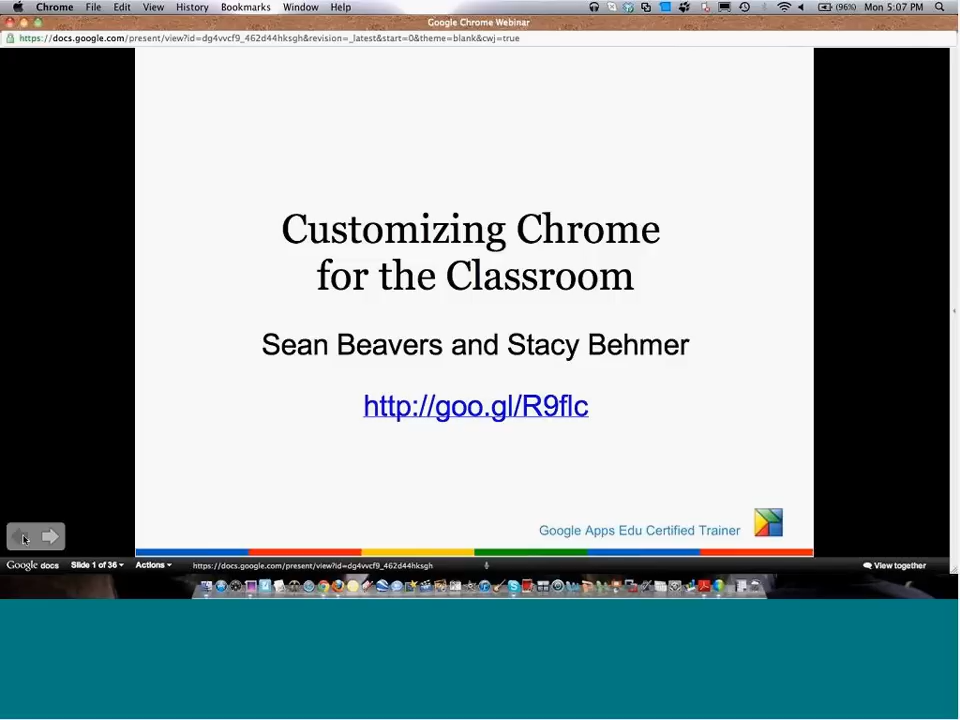 Chrome File Edit View History Bookmarks Window Help (96%) Mon 5:07 PM
Google Chrome Webinar
https://docs.google.com/present/view?id=dg4vvcf9_462d44hksgh&revision=_latest&start=0&theme=blank&cwj=true
Customizing Chrome
for the Classroom
Sean Beavers and Stacy Behmer
http://goo.gl/R9flc
Google Apps Edu Certified Trainer
Google docs Slide 1 of 36 Actions https://docs.google.com/present/view?id=dg4vvcf9_462d44hksgh View together